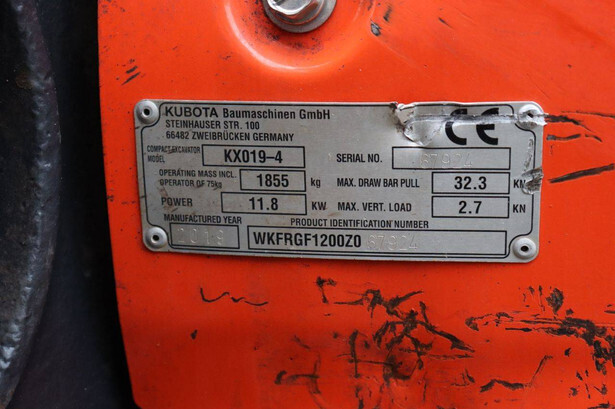 KUBOTA Baumaschinen GmbH
STEINHAUSER STR. 100
66482 ZWEIBRÜCKEN GERMANY
CE
COMPACT EXCAVATOR MODEL KX019-4 SERIAL NO.
OPERATING MASS INCL. OPERATOR OF 75kg 1855 kg MAX. DRAW BAR PULL 32.3 KN
POWER 11.8 KW MAX. VERT. LOAD 2.7 KN
MANUFACTURED YEAR PRODUCT IDENTIFICATION NUMBER
2019 WKFRGF1200Z0